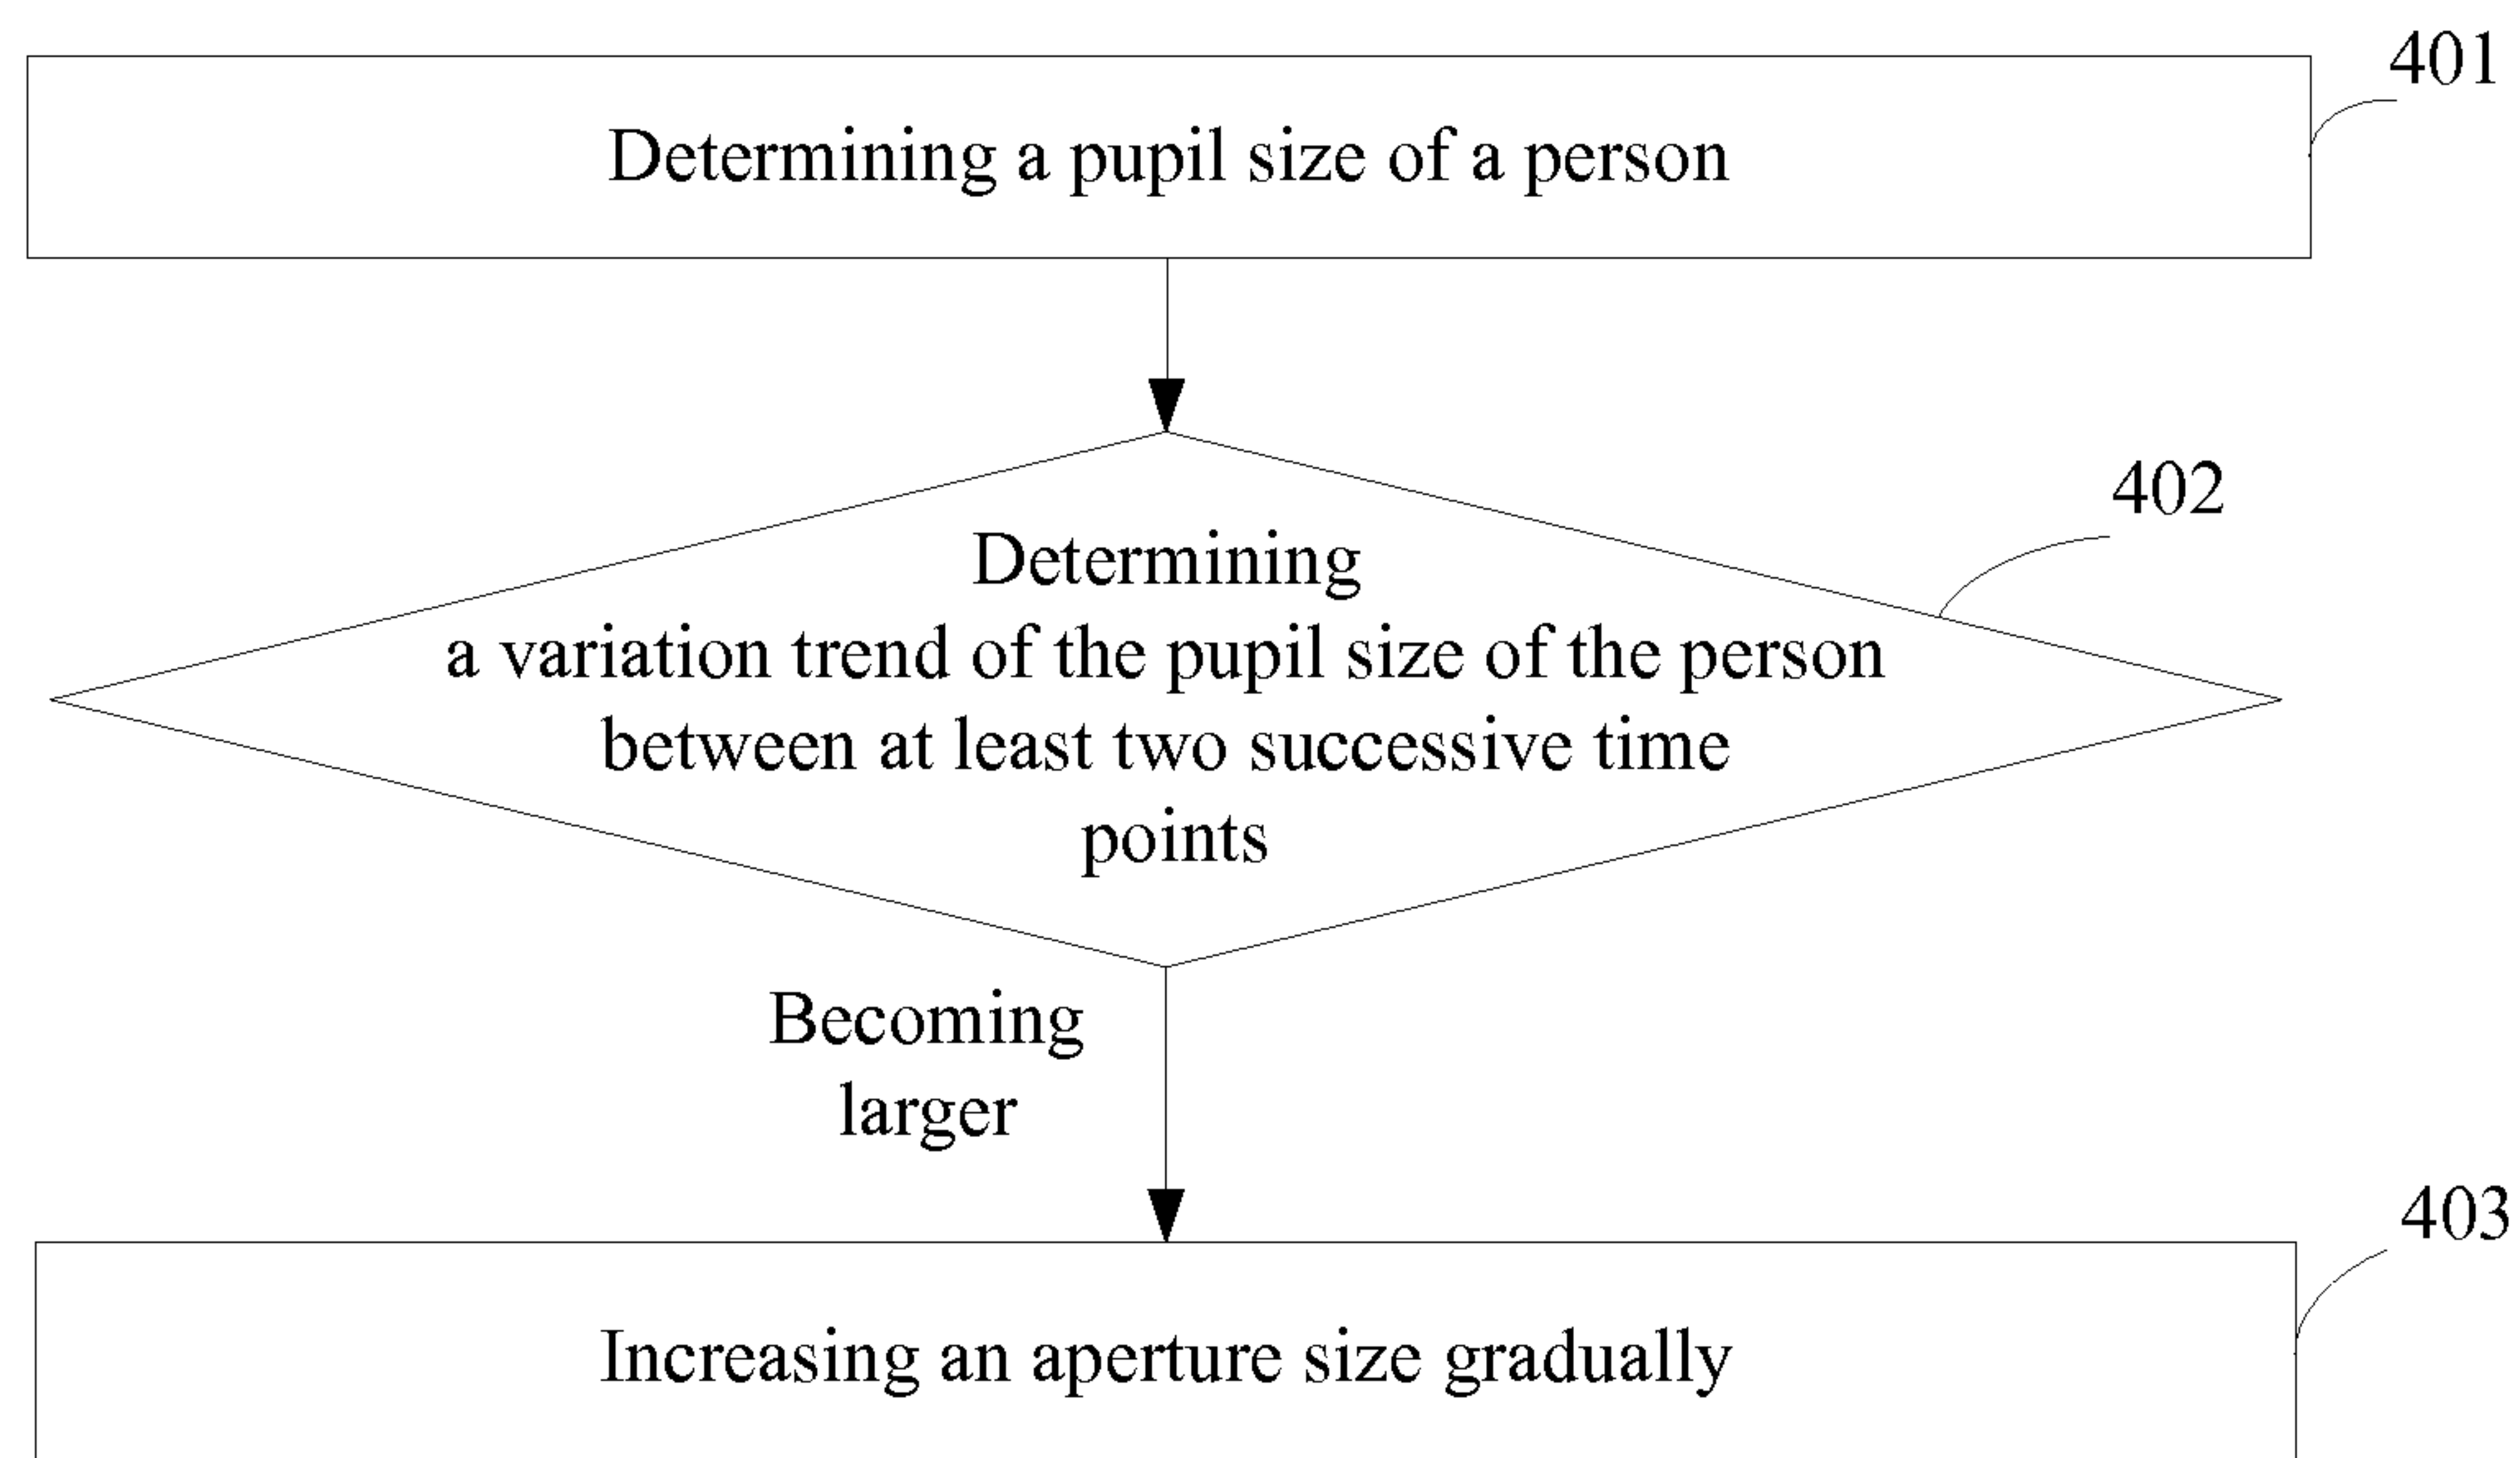 401
Determining a pupil size of a person
402
Determining
a variation trend of the pupil size of the person
between at least two successive time
points
Becoming
larger
403
Increasing an aperture size gradually